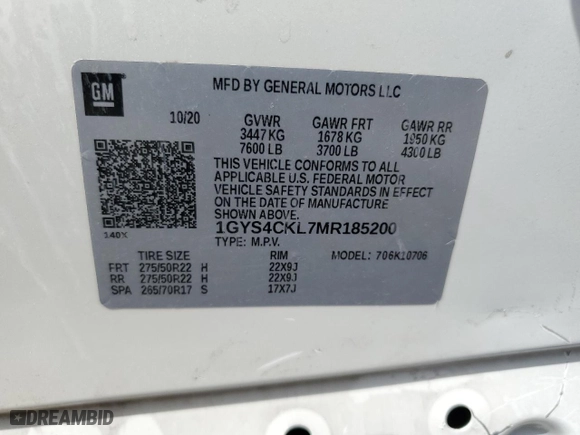 GM
MFD BY GENERAL MOTORS LLC
10/20 GVWR GAWR FRT GAWR RR
3447 KG 1678 KG 1950 KG
7600 LB 3700 LB 4300 LB
THIS VEHICLE CONFORMS TO ALL
APPLICABLE U.S. FEDERAL MOTOR
VEHICLE SAFETY STANDARDS IN EFFECT
ON THE DATE OF MANUFACTURE
SHOWN ABOVE.
1GYS4CKL7MR185200
140X
TYPE: M.P.V. MODEL: 706K10706
TIRE SIZE RIM
FRT 275/50R22 H 22X9J
RR 275/50R22 H 22X9J
SPA 265/70R17 S 17X7J
DREAMBID